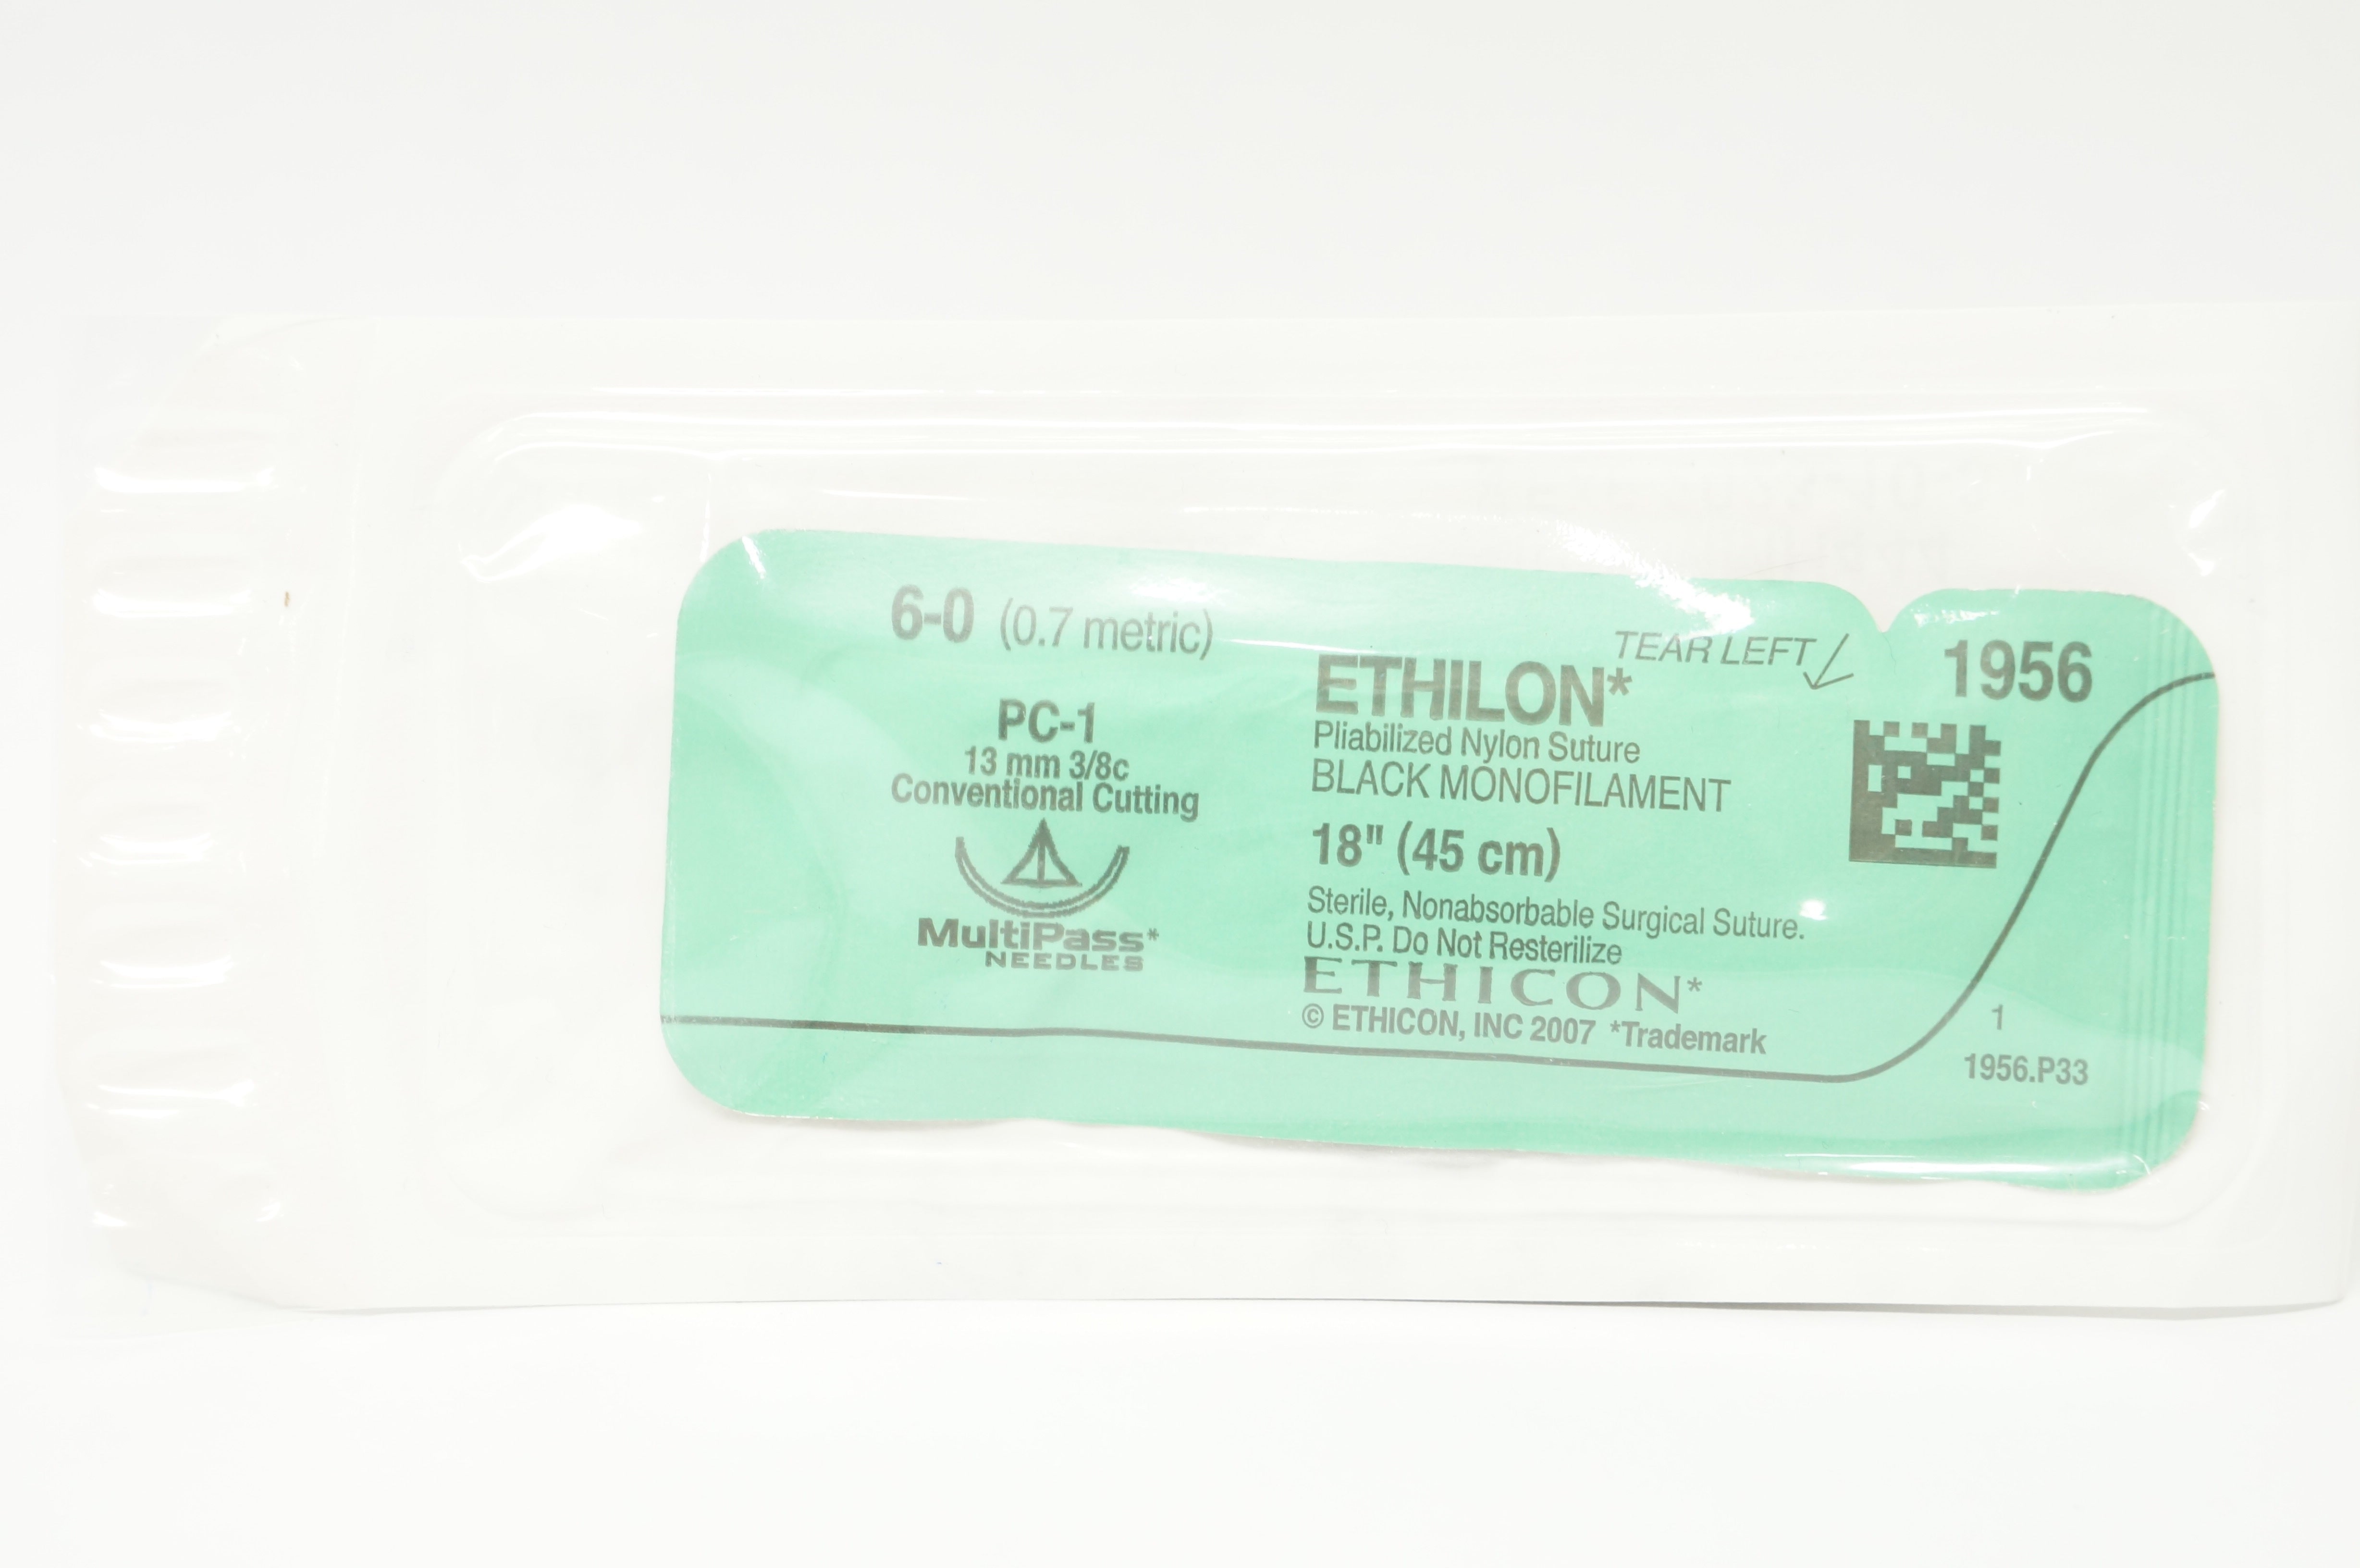 6-0 (0.7 metric)
PC-1
13 mm 3/8c
Conventional Cutting
MultiPass*
NEEDLES
TEAR LEFT
ETHILON*
Pliabilized Nylon Suture
BLACK MONOFILAMENT
18" (45 cm)
Sterile, Nonabsorbable Surgical Suture.
U.S.P. Do Not Resterilize
ETHICON*
© ETHICON, INC 2007 *Trademark
1956
1
1956.P33